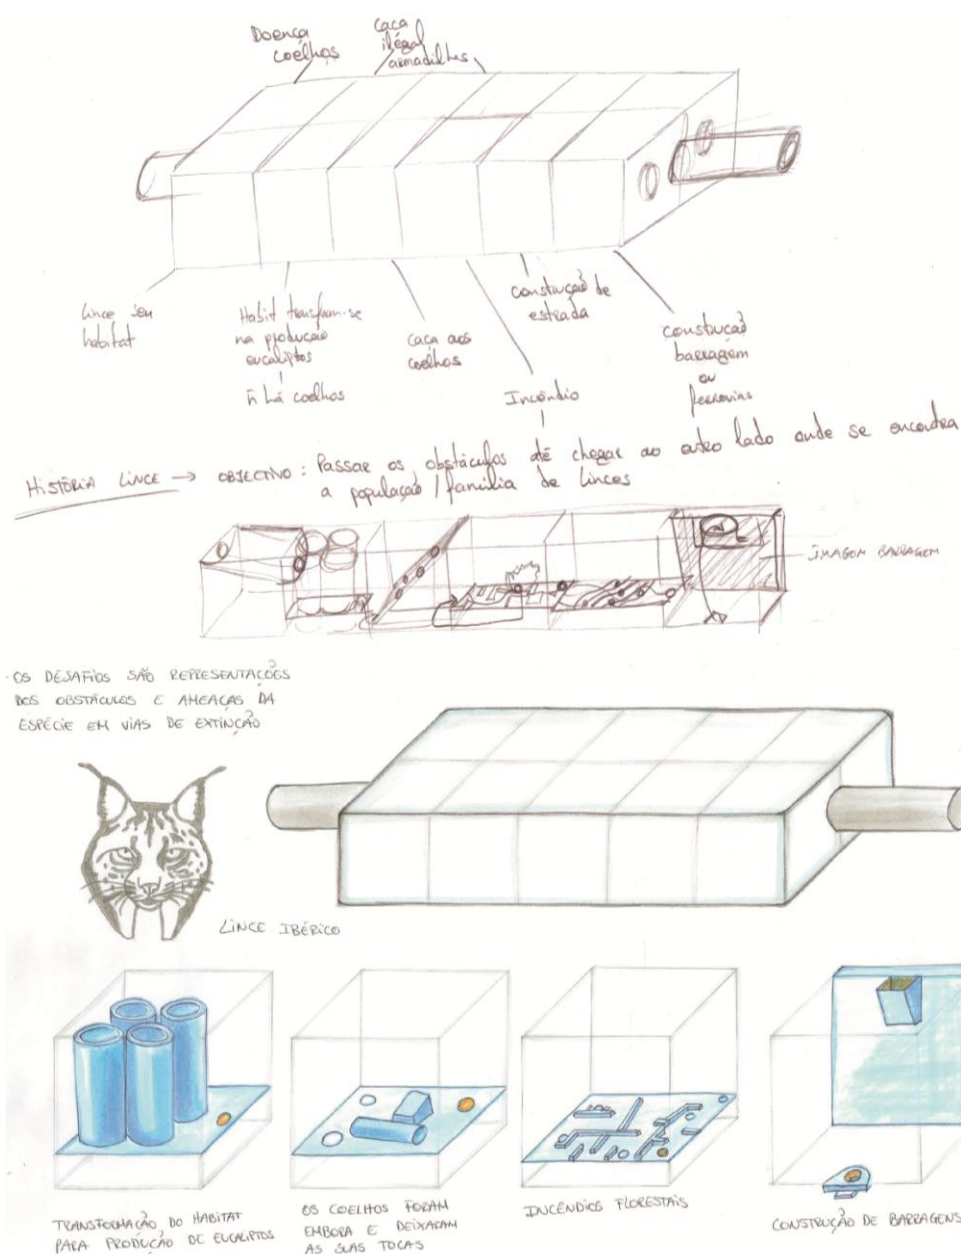 Doença
coelhos
caça
ilegal
armadilhas
Lince seu
habitat
Habit transform-se
na produção
eucaliptos
ñ há coelhos
caça aos
coelhos
Incêndio
construção de
estrada
construção
barragem
ou
ferrovias
HISTÓRIA LINCE → OBJECTIVO: Passar os obstáculos até chegar ao outro lado onde se encontra
a população / família de linces
IMAGEM BARRAGEM
OS DESAFIOS SÃO REPRESENTAÇÕES
DOS OBSTÁCULOS E AMEAÇAS DA
ESPÉCIE EM VIAS DE EXTINÇÃO
LINCE IBÉRICO
TRANSFORMAÇÃO DO HABITAT
PARA PRODUÇÃO DE EUCALIPTOS
OS COELHOS FORAM
EMBORA E DEIXARAM
AS SUAS TOCAS
INCÊNDIOS FLORESTAIS
CONSTRUÇÃO DE BARRAGENS